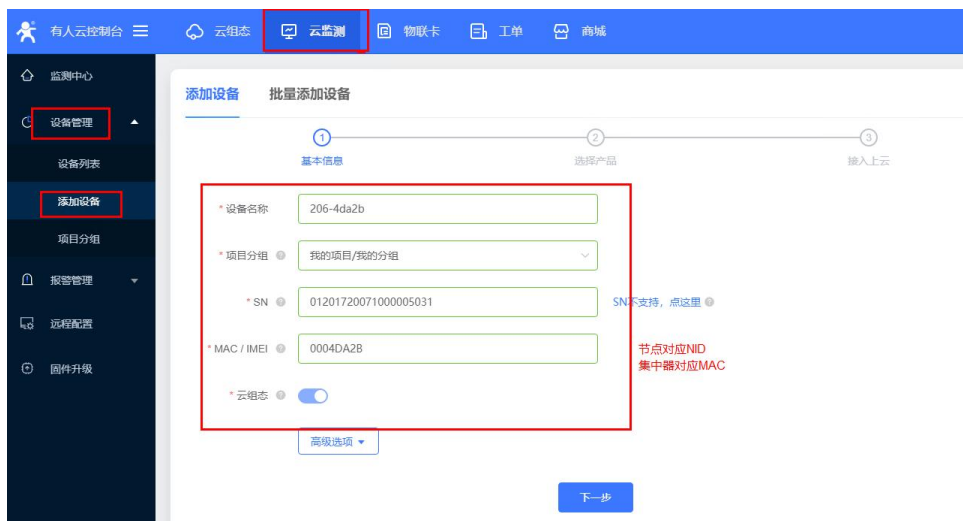 有人云控制台 云组态 云监测 物联卡 工单 商城
监测中心
设备管理
设备列表
添加设备
项目分组
报警管理
远程配置
固件升级
添加设备 批量添加设备
1 2 3
基本信息 选择产品 接入上云
* 设备名称 206-4da2b
* 项目分组 我的项目/我的分组
* SN 01201720071000005031 SN不支持，点这里
* MAC / IMEI 0004DA2B 节点对应NID
集中器对应MAC
* 云组态
高级选项
下一步